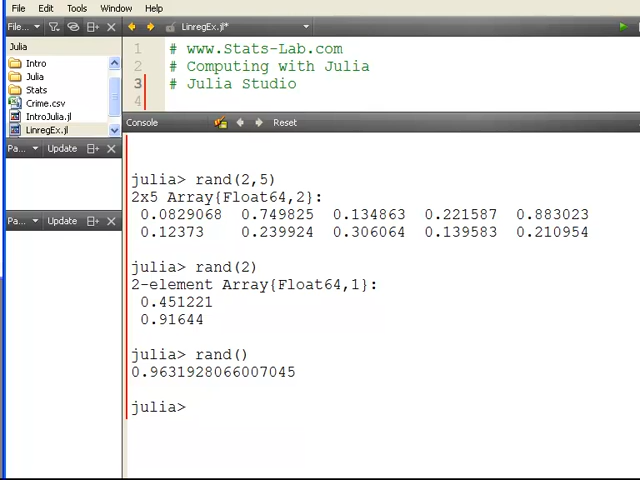 File Edit Tools Window Help
File... LinregEx.jl*
Julia
Intro
Julia
Stats
Crime.csv
IntroJulia.jl
LinregEx.jl
Pa... Update
Pa... Update
1 # www.Stats-Lab.com
2 # Computing with Julia
3 # Julia Studio
4
Console Reset
julia> rand(2,5)
2x5 Array{Float64,2}:
0.0829068 0.749825 0.134863 0.221587 0.883023
0.12373 0.239924 0.306064 0.139583 0.210954
julia> rand(2)
2-element Array{Float64,1}:
0.451221
0.91644
julia> rand()
0.9631928066007045
julia>